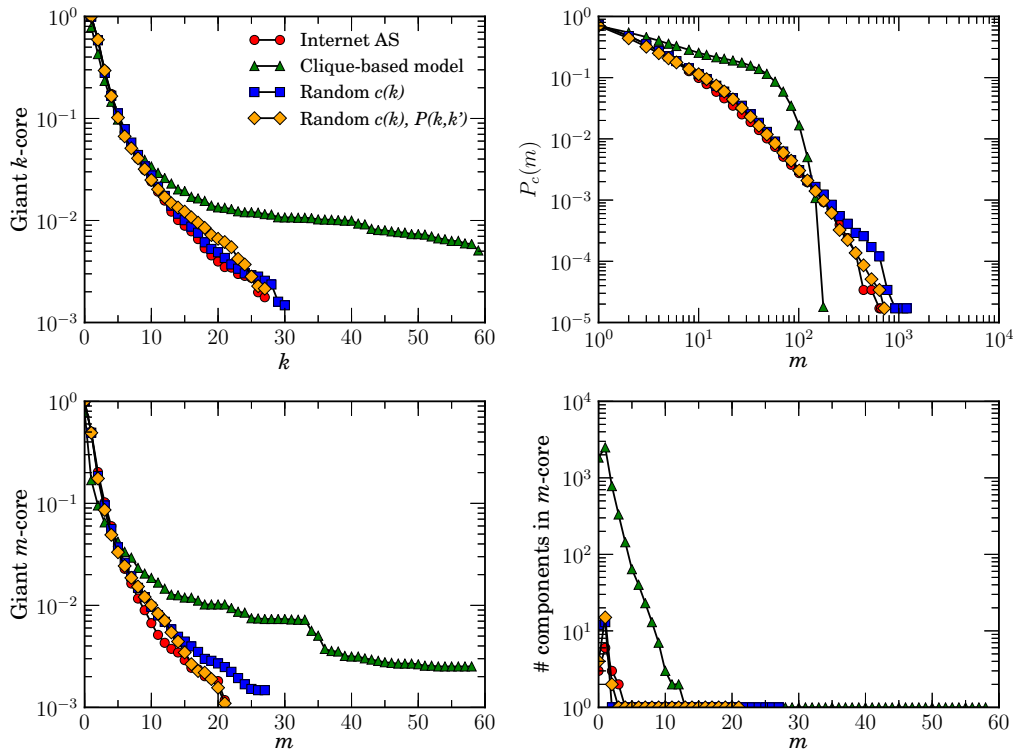 Giant k-core
10^0
10^-1
10^-2
10^-3
0 10 20 30 40 50 60
k
Internet AS
Clique-based model
Random c(k)
Random c(k), P(k,k')
P_c(m)
10^0
10^-1
10^-2
10^-3
10^-4
10^-5
10^0 10^1 10^2 10^3 10^4
m
Giant m-core
10^0
10^-1
10^-2
10^-3
0 10 20 30 40 50 60
m
# components in m-core
10^4
10^3
10^2
10^1
10^0
0 10 20 30 40 50 60
m